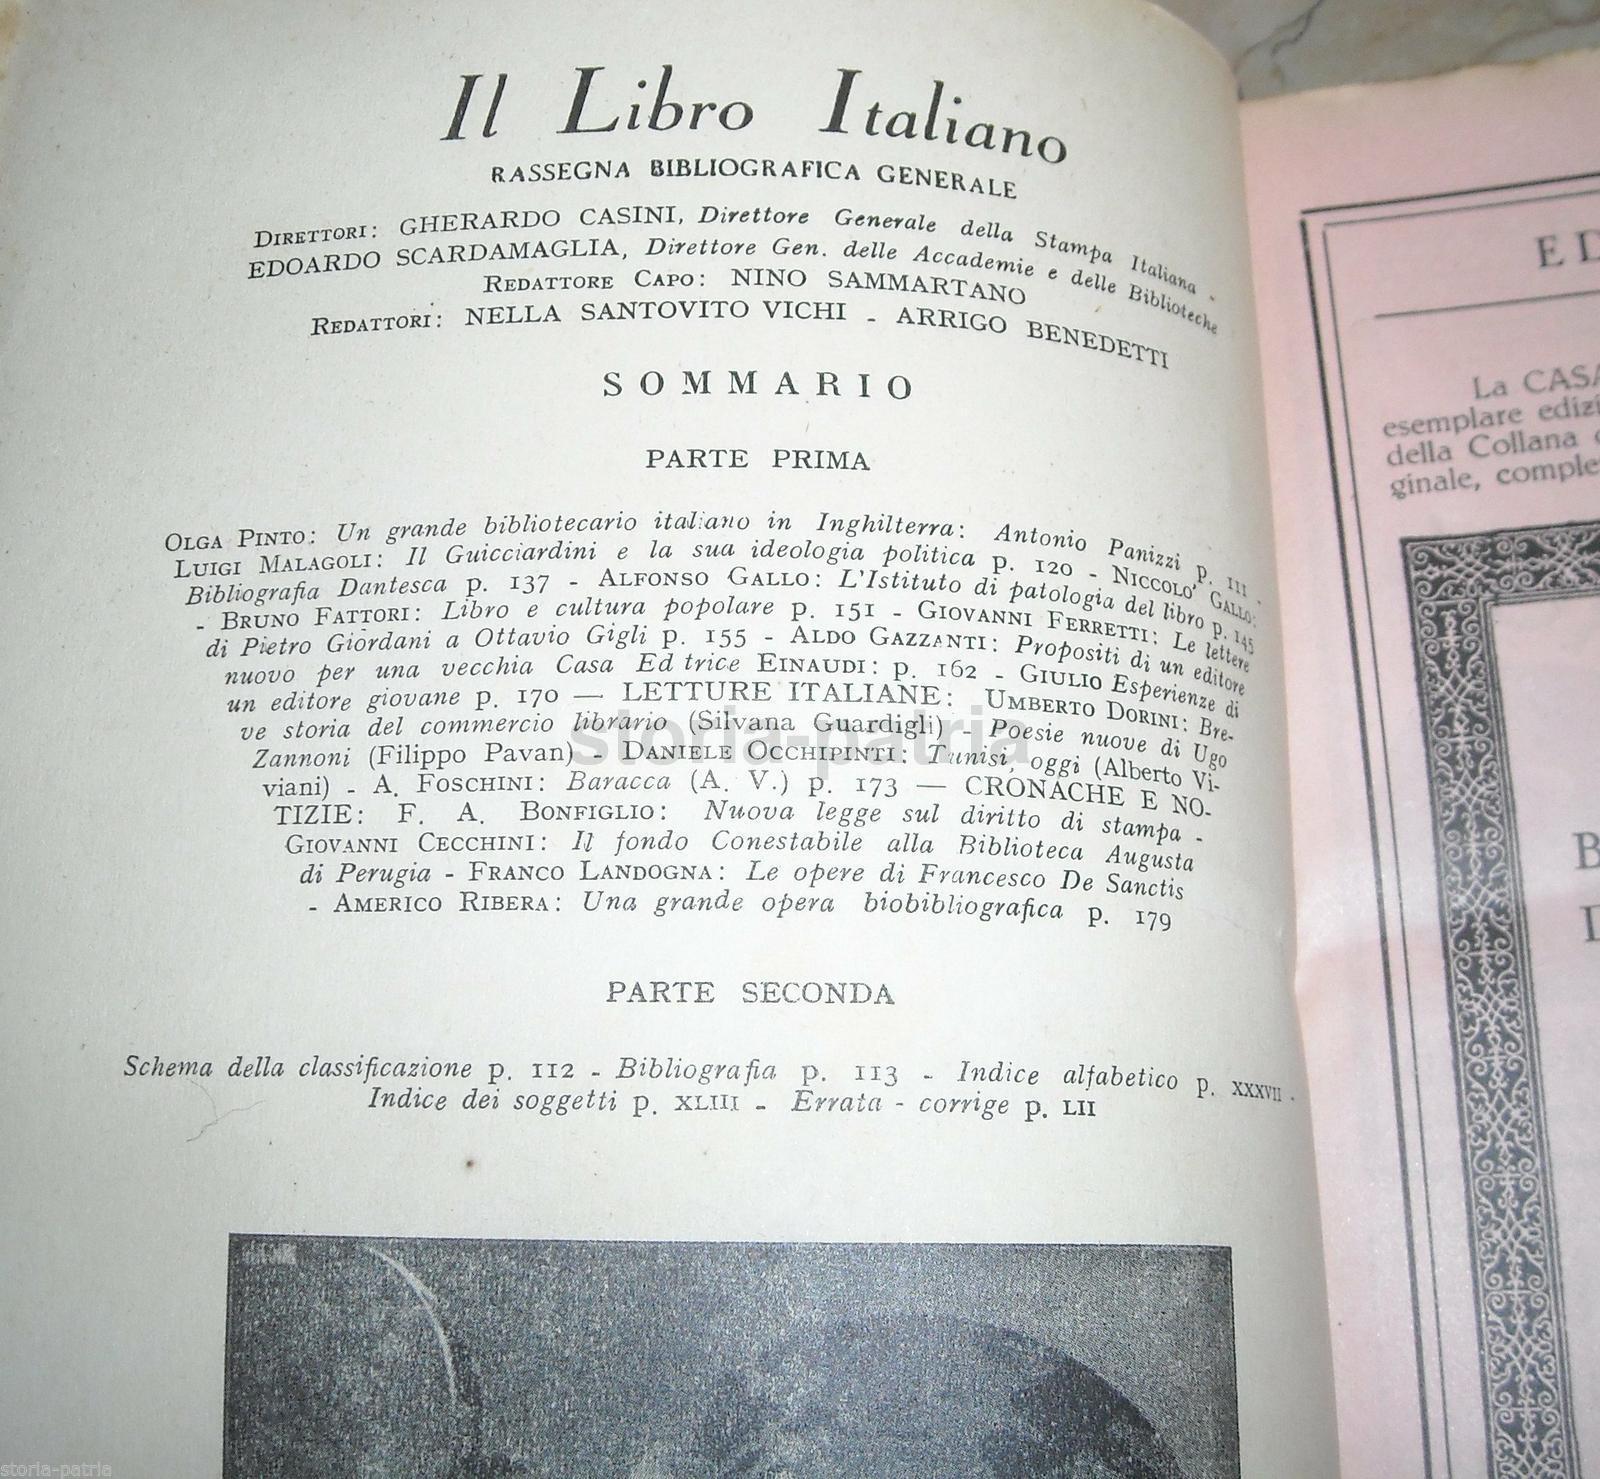 Il Libro Italiano
RASSEGNA BIBLIOGRAFICA GENERALE
DIRETTORI: GHERARDO CASINI, Direttore Generale della Stampa Italiana -
EDOARDO SCARDAMAGLIA, Direttore Gen. delle Accademie e delle Biblioteche
REDATTORE CAPO: NINO SAMMARTANO
REDATTORI: NELLA SANTOVITO VICHI - ARRIGO BENEDETTI
SOMMARIO
PARTE PRIMA
OLGA PINTO: Un grande bibliotecario italiano in Inghilterra: Antonio Panizzi p. 111 -
LUIGI MALAGOLI: Il Guicciardini e la sua ideologia politica p. 120 - NICCOLO' GALLO:
Bibliografia Dantesca p. 137 - ALFONSO GALLO: L'Istituto di patologia del libro p. 145
- BRUNO FATTORI: Libro e cultura popolare p. 151 - GIOVANNI FERRETTI: Le lettere
di Pietro Giordani a Ottavio Gigli p. 155 - ALDO GAZZANTI: Propositi di un editore
nuovo per una vecchia Casa Ed trice EINAUDI: p. 162 - GIULIO Esperienze di
un editore giovane p. 170 — LETTURE ITALIANE: UMBERTO DORINI: Bre-
ve storia del commercio librario (Silvana Guardigli) - Poesie nuove di Ugo
Zannoni (Filippo Pavan) - DANIELE OCCHIPINTI: Tunisi, oggi (Alberto Vi-
viani) - A. FOSCHINI: Baracca (A. V.) p. 173 — CRONACHE E NO-
TIZIE: F. A. BONFIGLIO: Nuova legge sul diritto di stampa -
GIOVANNI CECCHINI: Il fondo Conestabile alla Biblioteca Augusta
di Perugia - FRANCO LANDOGNA: Le opere di Francesco De Sanctis
- AMERICO RIBERA: Una grande opera biobibliografica p. 179
PARTE SECONDA
Schema della classificazione p. 112 - Bibliografia p. 113 - Indice alfabetico p. XXXVII -
Indice dei soggetti p. XLIII - Errata - corrige p. LII
storia-patria
storia-patria
ED
La CASA
esemplare edizi
della Collana
ginale, comple
B